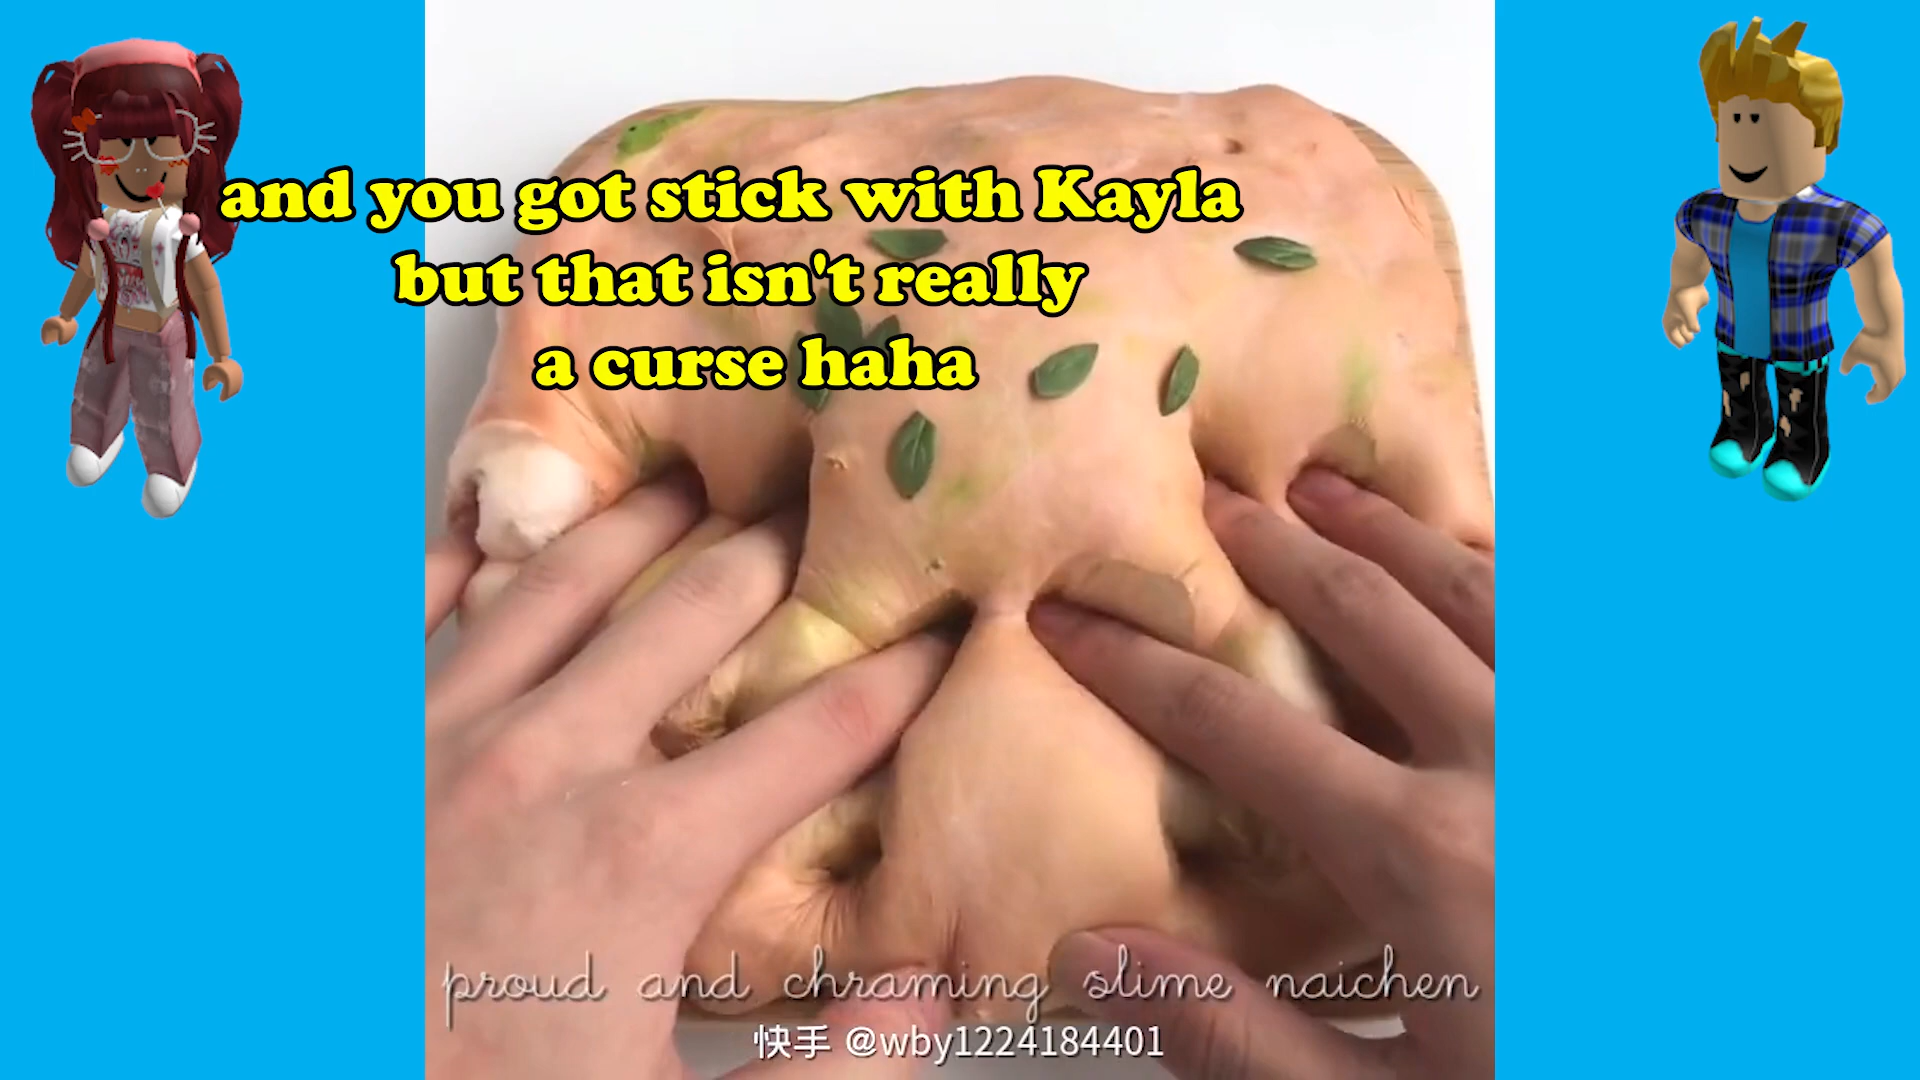 and you got stick with Kayla
but that isn't really
a curse haha
proud and chraming slime naichen
快手 @wby1224184401